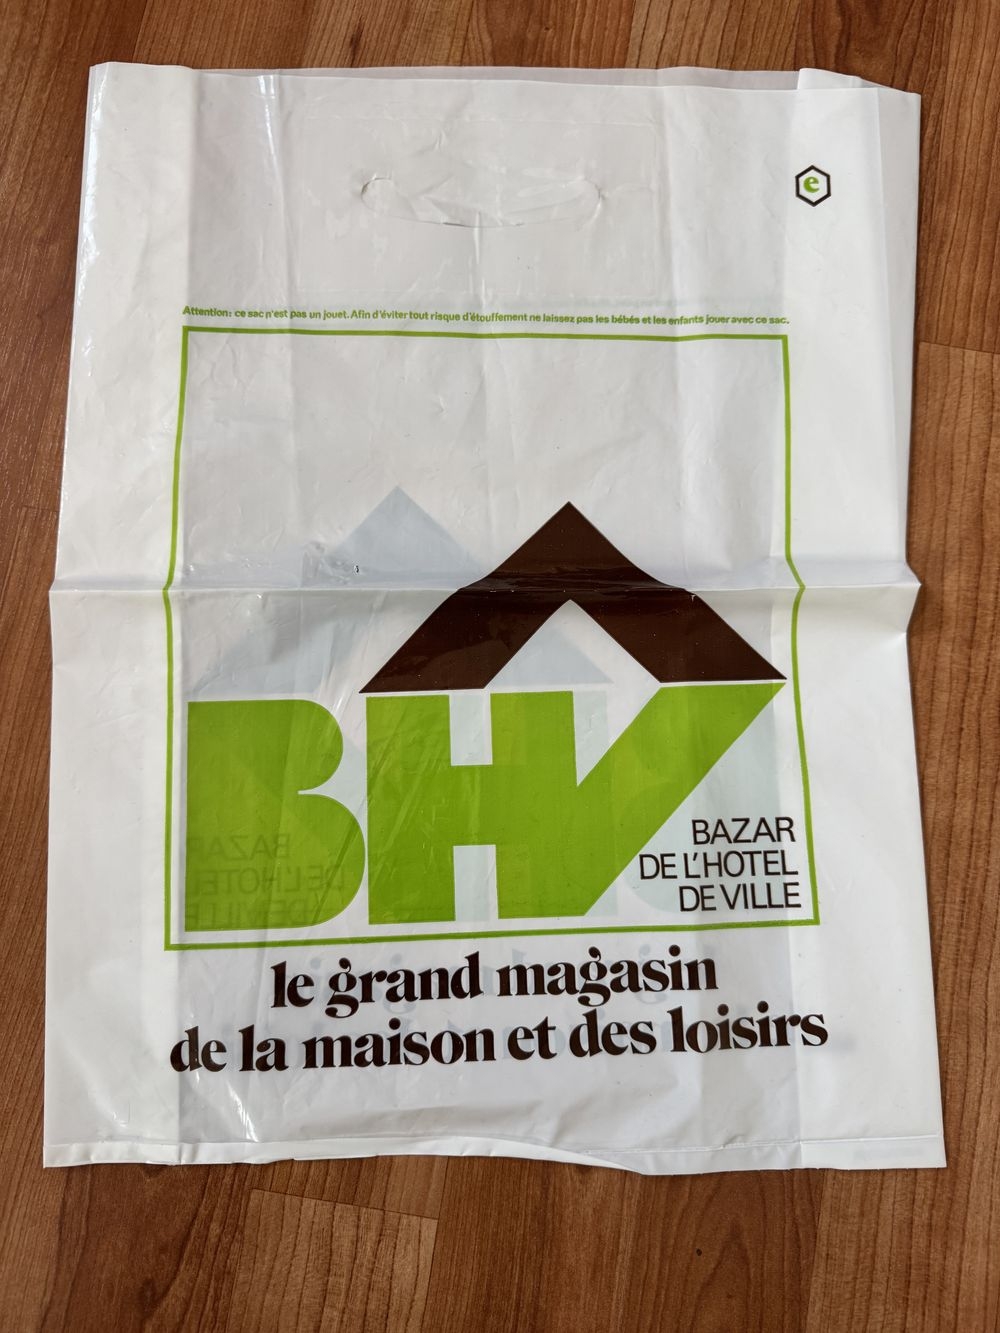 e
Attention: ce sac n'est pas un jouet. Afin d'éviter tout risque d'étouffement ne laissez pas les bébés et les enfants jouer avec ce sac.
BHV
BAZAR
DE L'HOTEL
DE VILLE
le grand magasin
de la maison et des loisirs